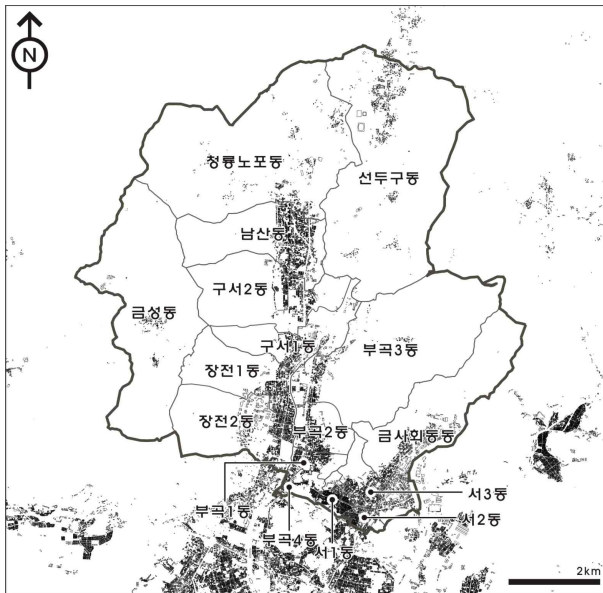 N
청룡노포동
선두구동
남산동
구서2동
금성동
구서1동
부곡3동
장전1동
장전2동
부곡2동
금사회동동
서3동
부곡1동
서2동
부곡4동
서1동
2km